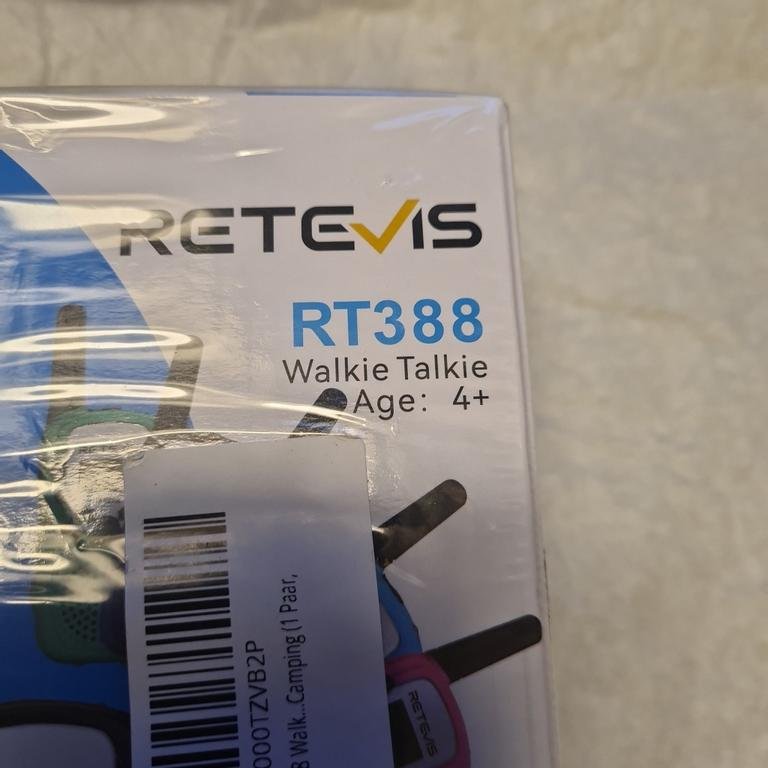 RETEVIS
RT388
Walkie Talkie
Age: 4+
000TZVB2P
8 Walk...Camping (1 Paar,
RETEVIS